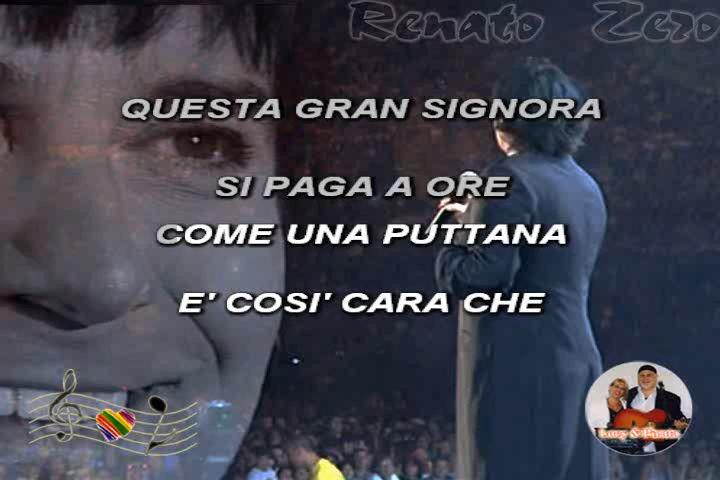 Renato Zero
QUESTA GRAN SIGNORA
SI PAGA A ORE
COME UNA PUTTANA
E' COSI' CARA CHE